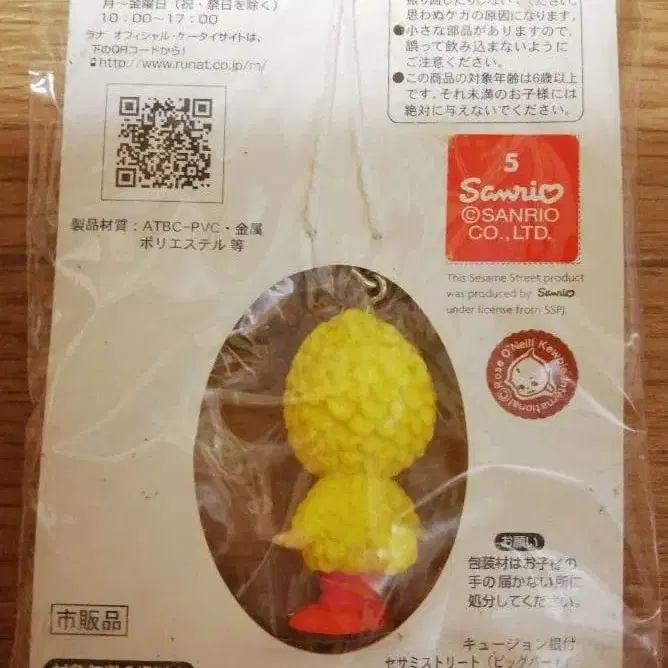 月～金曜日(祝・祭日を除く)
10:00～17:00
ラナ オフィシャル・ケータイサイトは、
下のQRコードから!
http://www.runat.co.jp/m/
製品材質:ATBC-PVC・金属
ポリエステル 等
思わぬケガの原因になります。
●小さな部品がありますので、
誤って飲み込まないように
ご注意ください。
●この商品の対象年齢は6歳以上
です。それ未満のお子様には
絶対に与えないでください。
5
Sanrio
©SANRIO
CO., LTD.
This Sesame Street product
was produced by Sanrio
under license from SSPJ
©Rose O'Neill Kewpie International
お願い
包装材はお子様の
手の届かない所に
処分してください。
市販品
キュージョン根付
セサミストリート(ビッグバード